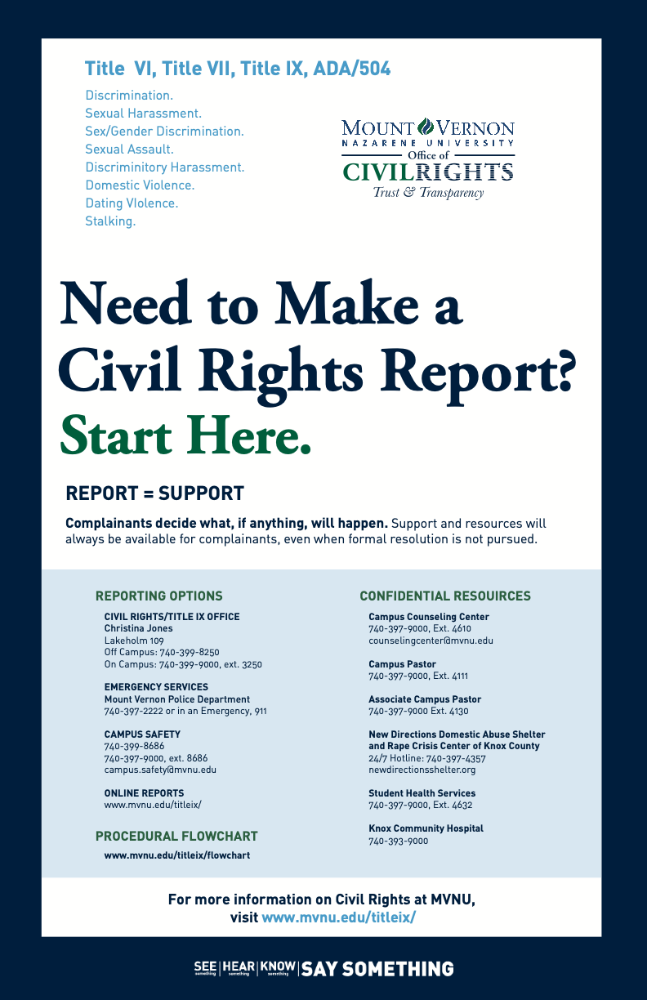 Title VI, Title VII, Title IX, ADA/504
Discrimination.
Sexual Harassment.
Sex/Gender Discrimination.
Sexual Assault.
Discriminitory Harassment.
Domestic Violence.
Dating VIolence.
Stalking.
MOUNT VERNON
NAZARENE UNIVERSITY
Office of
CIVILRIGHTS
Trust & Transparency
Need to Make a
Civil Rights Report?
Start Here.
REPORT = SUPPORT
Complainants decide what, if anything, will happen. Support and resources will
always be available for complainants, even when formal resolution is not pursued.
REPORTING OPTIONS
CIVIL RIGHTS/TITLE IX OFFICE
Christina Jones
Lakeholm 109
Off Campus: 740-399-8250
On Campus: 740-399-9000, ext. 3250
EMERGENCY SERVICES
Mount Vernon Police Department
740-397-2222 or in an Emergency, 911
CAMPUS SAFETY
740-399-8686
740-397-9000, ext. 8686
campus.safety@mvnu.edu
ONLINE REPORTS
www.mvnu.edu/titleix/
PROCEDURAL FLOWCHART
www.mvnu.edu/titleix/flowchart
CONFIDENTIAL RESOUIRCES
Campus Counseling Center
740-397-9000, Ext. 4610
counselingcenter@mvnu.edu
Campus Pastor
740-397-9000, Ext. 4111
Associate Campus Pastor
740-397-9000 Ext. 4130
New Directions Domestic Abuse Shelter
and Rape Crisis Center of Knox County
24/7 Hotline: 740-397-4357
newdirectionsshelter.org
Student Health Services
740-397-9000, Ext. 4632
Knox Community Hospital
740-393-9000
For more information on Civil Rights at MVNU,
visit www.mvnu.edu/titleix/
SEE something | HEAR something | KNOW something | SAY SOMETHING